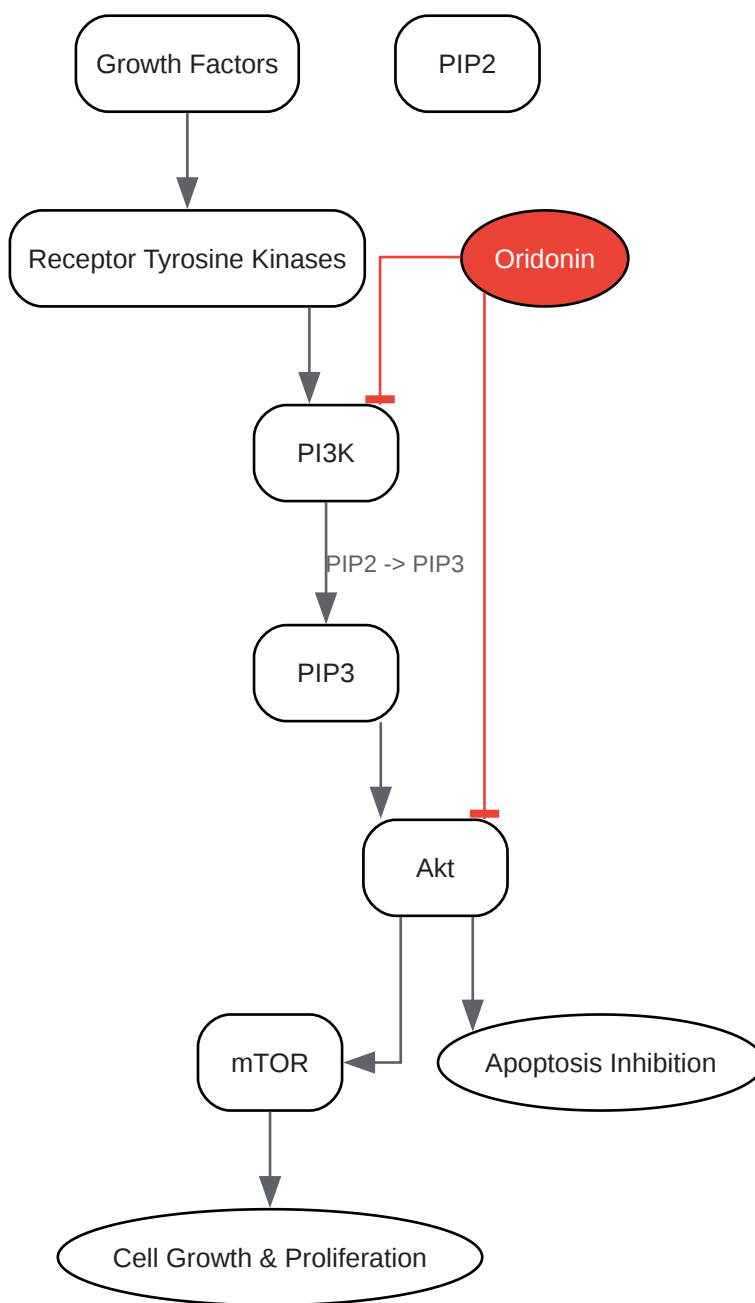 Growth Factors
PIP2
Receptor Tyrosine Kinases
Oridonin
PI3K
PIP2 -> PIP3
PIP3
Akt
mTOR
Apoptosis Inhibition
Cell Growth & Proliferation